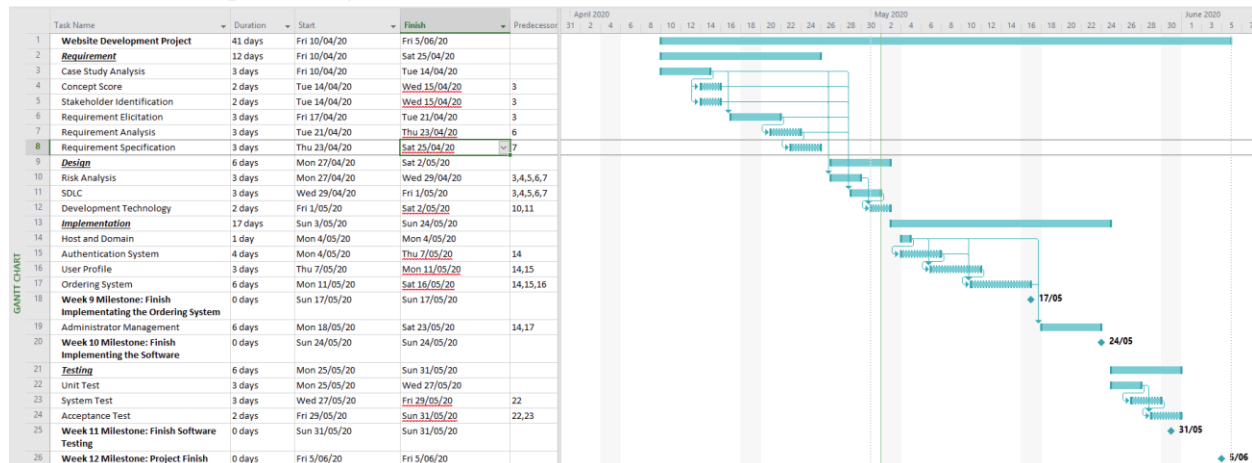 Task Name Duration Start Finish Predecessor
April 2020 May 2020 June 2020
31 2 4 6 8 10 12 14 16 18 20 22 24 26 28 30 2 4 6 8 10 12 14 16 18 20 22 24 26 28 30 1 3 5 7
1 Website Development Project 41 days Fri 10/04/20 Fri 5/06/20
2 Requirement 12 days Fri 10/04/20 Sat 25/04/20
3 Case Study Analysis 3 days Fri 10/04/20 Tue 14/04/20
4 Concept Score 2 days Tue 14/04/20 Wed 15/04/20 3
5 Stakeholder Identification 2 days Tue 14/04/20 Wed 15/04/20 3
6 Requirement Elicitation 3 days Fri 17/04/20 Tue 21/04/20 3
7 Requirement Analysis 3 days Tue 21/04/20 Thu 23/04/20 6
8 Requirement Specification 3 days Thu 23/04/20 Sat 25/04/20 7
9 Design 6 days Mon 27/04/20 Sat 2/05/20
10 Risk Analysis 3 days Mon 27/04/20 Wed 29/04/20 3,4,5,6,7
11 SDLC 3 days Wed 29/04/20 Fri 1/05/20 3,4,5,6,7
12 Development Technology 2 days Fri 1/05/20 Sat 2/05/20 10,11
13 Implementation 17 days Sun 3/05/20 Sun 24/05/20
14 Host and Domain 1 day Mon 4/05/20 Mon 4/05/20
15 Authentication System 4 days Mon 4/05/20 Thu 7/05/20 14
16 User Profile 3 days Thu 7/05/20 Mon 11/05/20 14,15
17 Ordering System 6 days Mon 11/05/20 Sat 16/05/20 14,15,16
18 Week 9 Milestone: Finish 0 days Sun 17/05/20 Sun 17/05/20 17/05
Implementating the Ordering System
19 Administrator Management 6 days Mon 18/05/20 Sat 23/05/20 14,17
20 Week 10 Milestone: Finish 0 days Sun 24/05/20 Sun 24/05/20 24/05
Implementing the Software
21 Testing 6 days Mon 25/05/20 Sun 31/05/20
22 Unit Test 3 days Mon 25/05/20 Wed 27/05/20
23 System Test 3 days Wed 27/05/20 Fri 29/05/20 22
24 Acceptance Test 2 days Fri 29/05/20 Sun 31/05/20 22,23
25 Week 11 Milestone: Finish Software 0 days Sun 31/05/20 Sun 31/05/20 31/05
Testing
26 Week 12 Milestone: Project Finish 0 days Fri 5/06/20 Fri 5/06/20 5/06
GANTT CHART